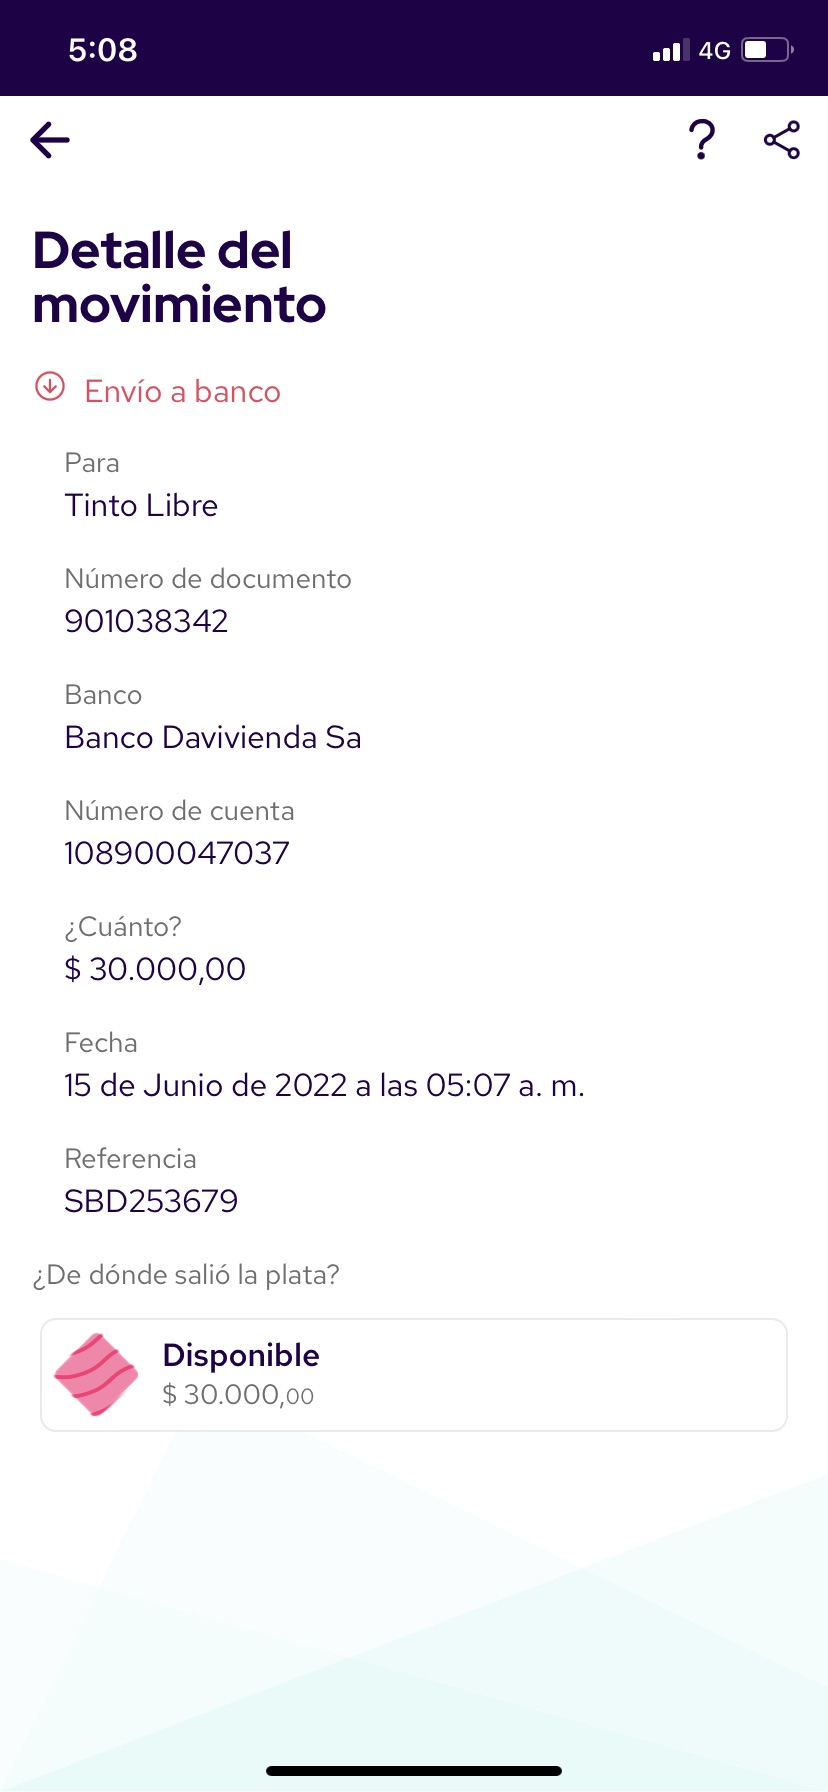 5:08
4G
Detalle del
movimiento
Envío a banco
Para
Tinto Libre
Número de documento
901038342
Banco
Banco Davivienda Sa
Número de cuenta
108900047037
¿Cuánto?
$ 30.000,00
Fecha
15 de Junio de 2022 a las 05:07 a. m.
Referencia
SBD253679
¿De dónde salió la plata?
Disponible
$ 30.000,00